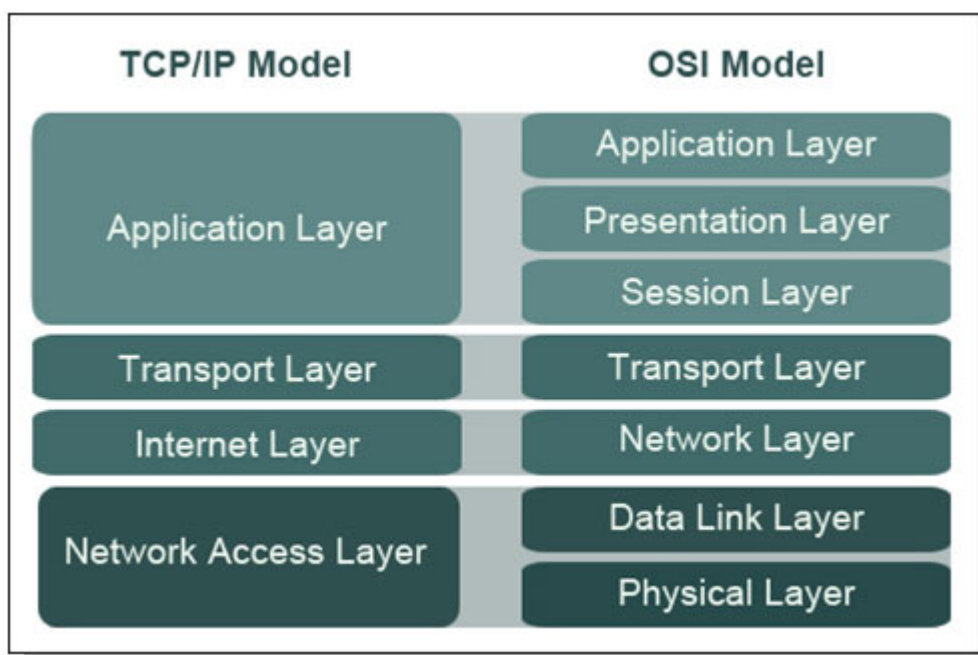 TCP/IP Model
OSI Model
Application Layer
Application Layer
Presentation Layer
Session Layer
Transport Layer
Transport Layer
Internet Layer
Network Layer
Network Access Layer
Data Link Layer
Physical Layer